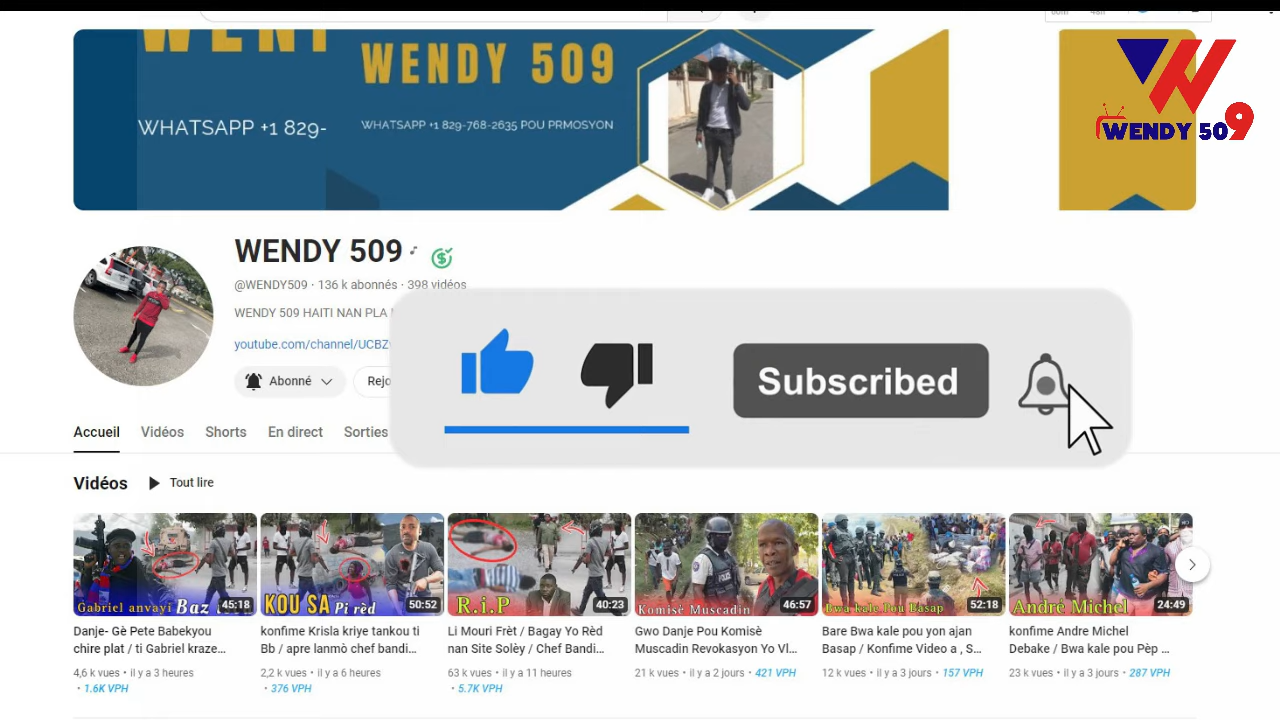 WENDY 509
WHATSAPP +1 829-
WHATSAPP +1 829-768-2635 POU PRMOSYON
WENDY 509
WENDY 509
@WENDY509 · 136 k abonnés · 398 vidéos
WENDY 509 HAITI NAN PLA
youtube.com/channel/UCBZ
Abonné
Rejo
Subscribed
Accueil
Vidéos
Shorts
En direct
Sorties
Vidéos
Tout lire
Gabriel anvayi Baz
45:18
KOU SA Pi rèd
50:52
R.i.P
40:23
Komisè Muscadin
46:57
Bwa kale Pou Basap
52:18
André Michel
24:49
Danje- Gè Pete Babekyou
chire plat / ti Gabriel kraze…
4,6 k vues · il y a 3 heures
· 1.6K VPH
konfime Krisla kriye tankou ti
Bb / apre lanmò chef bandi…
2,2 k vues · il y a 6 heures
· 376 VPH
Li Mouri Frèt / Bagay Yo Rèd
nan Site Solèy / Chef Bandi…
63 k vues · il y a 11 heures
· 5.7K VPH
Gwo Danje Pou Komisè
Muscadin Revokasyon Yo Vl…
21 k vues · il y a 2 jours · 421 VPH
Bare Bwa kale pou yon ajan
Basap / Konfime Video a , S…
12 k vues · il y a 3 jours · 157 VPH
konfime Andre Michel
Debake / Bwa kale pou Pèp …
23 k vues · il y a 3 jours · 287 VPH